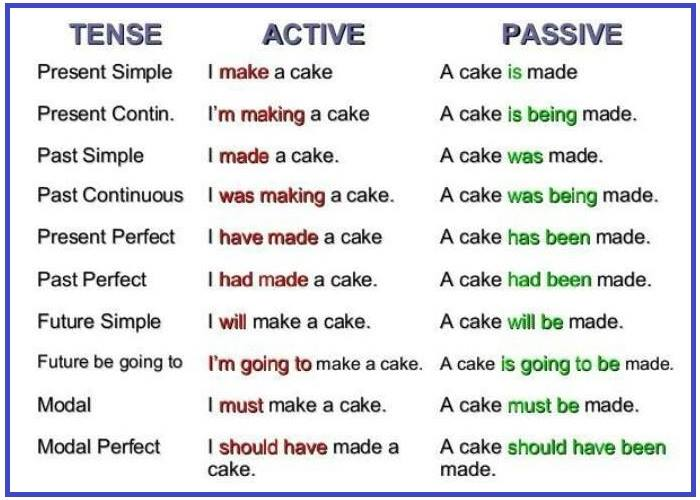 TENSE ACTIVE PASSIVE
Present Simple I make a cake A cake is made
Present Contin. I'm making a cake A cake is being made.
Past Simple I made a cake. A cake was made.
Past Continuous I was making a cake. A cake was being made.
Present Perfect I have made a cake A cake has been made.
Past Perfect I had made a cake. A cake had been made.
Future Simple I will make a cake. A cake will be made.
Future be going to I'm going to make a cake. A cake is going to be made.
Modal I must make a cake. A cake must be made.
Modal Perfect I should have made a A cake should have been
cake. made.